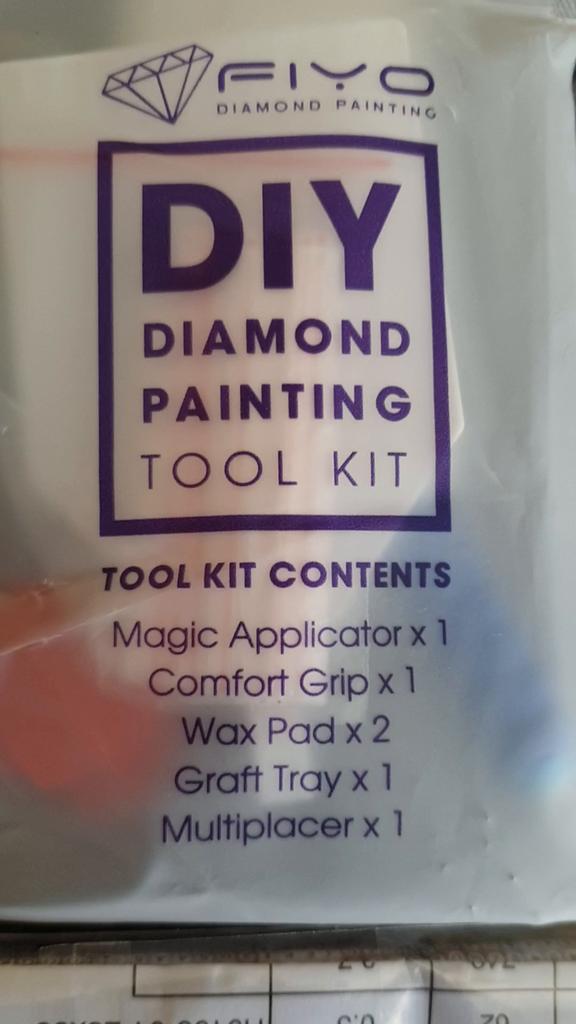 FIYO
DIAMOND PAINTING
DIY
DIAMOND
PAINTING
TOOL KIT
TOOL KIT CONTENTS
Magic Applicator x 1
Comfort Grip x 1
Wax Pad x 2
Graft Tray x 1
Multiplacer x 1